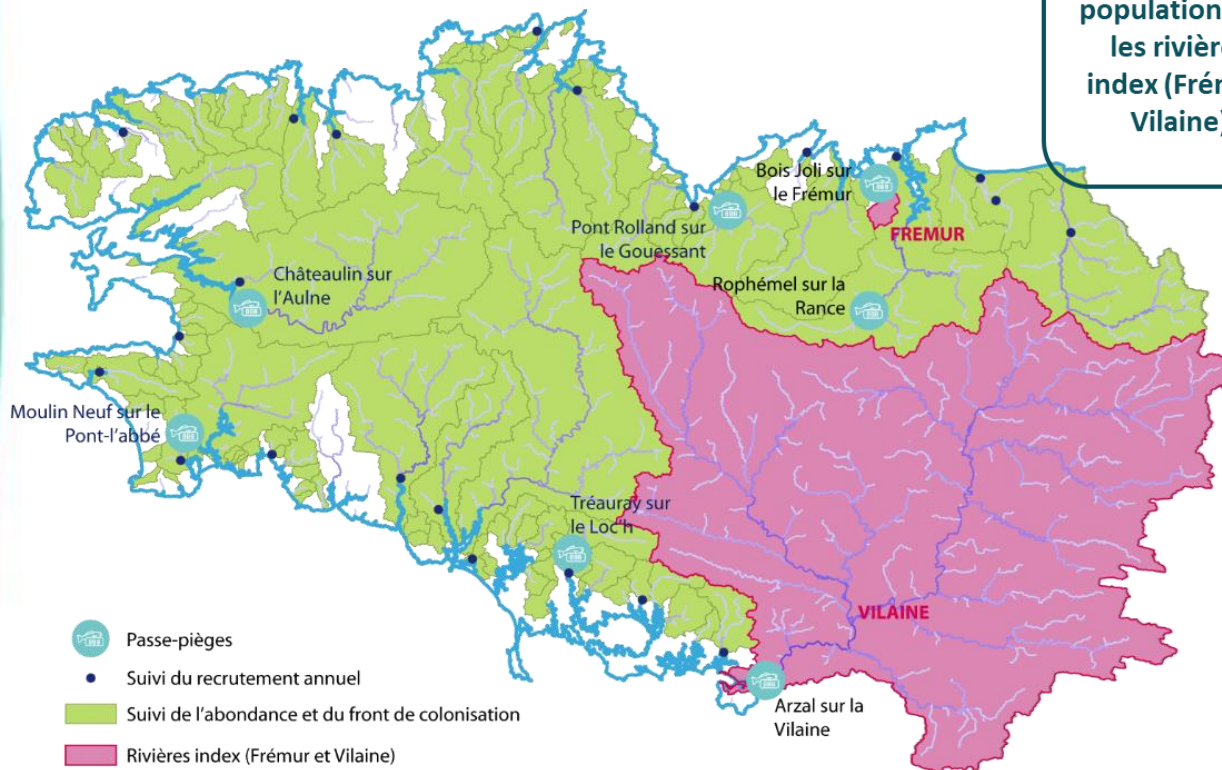 population
les rivière
index (Frém
Vilaine)
Bois Joli sur
le Frémur
FREMUR
Pont Rolland sur
le Gouessant
Châteaulin sur
l'Aulne
Rophémel sur la
Rance
Moulin Neuf sur le
Pont-l'abbé
Tréauray sur
le Loc'h
VILAINE
Arzal sur la
Vilaine
Passe-pièges
Suivi du recrutement annuel
Suivi de l'abondance et du front de colonisation
Rivières index (Frémur et Vilaine)